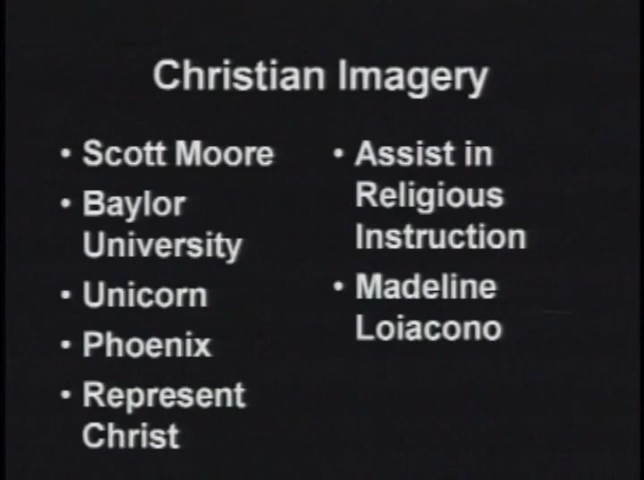 Christian Imagery
• Scott Moore
• Baylor
University
• Unicorn
• Phoenix
• Represent
Christ
• Assist in
Religious
Instruction
• Madeline
Loiacono